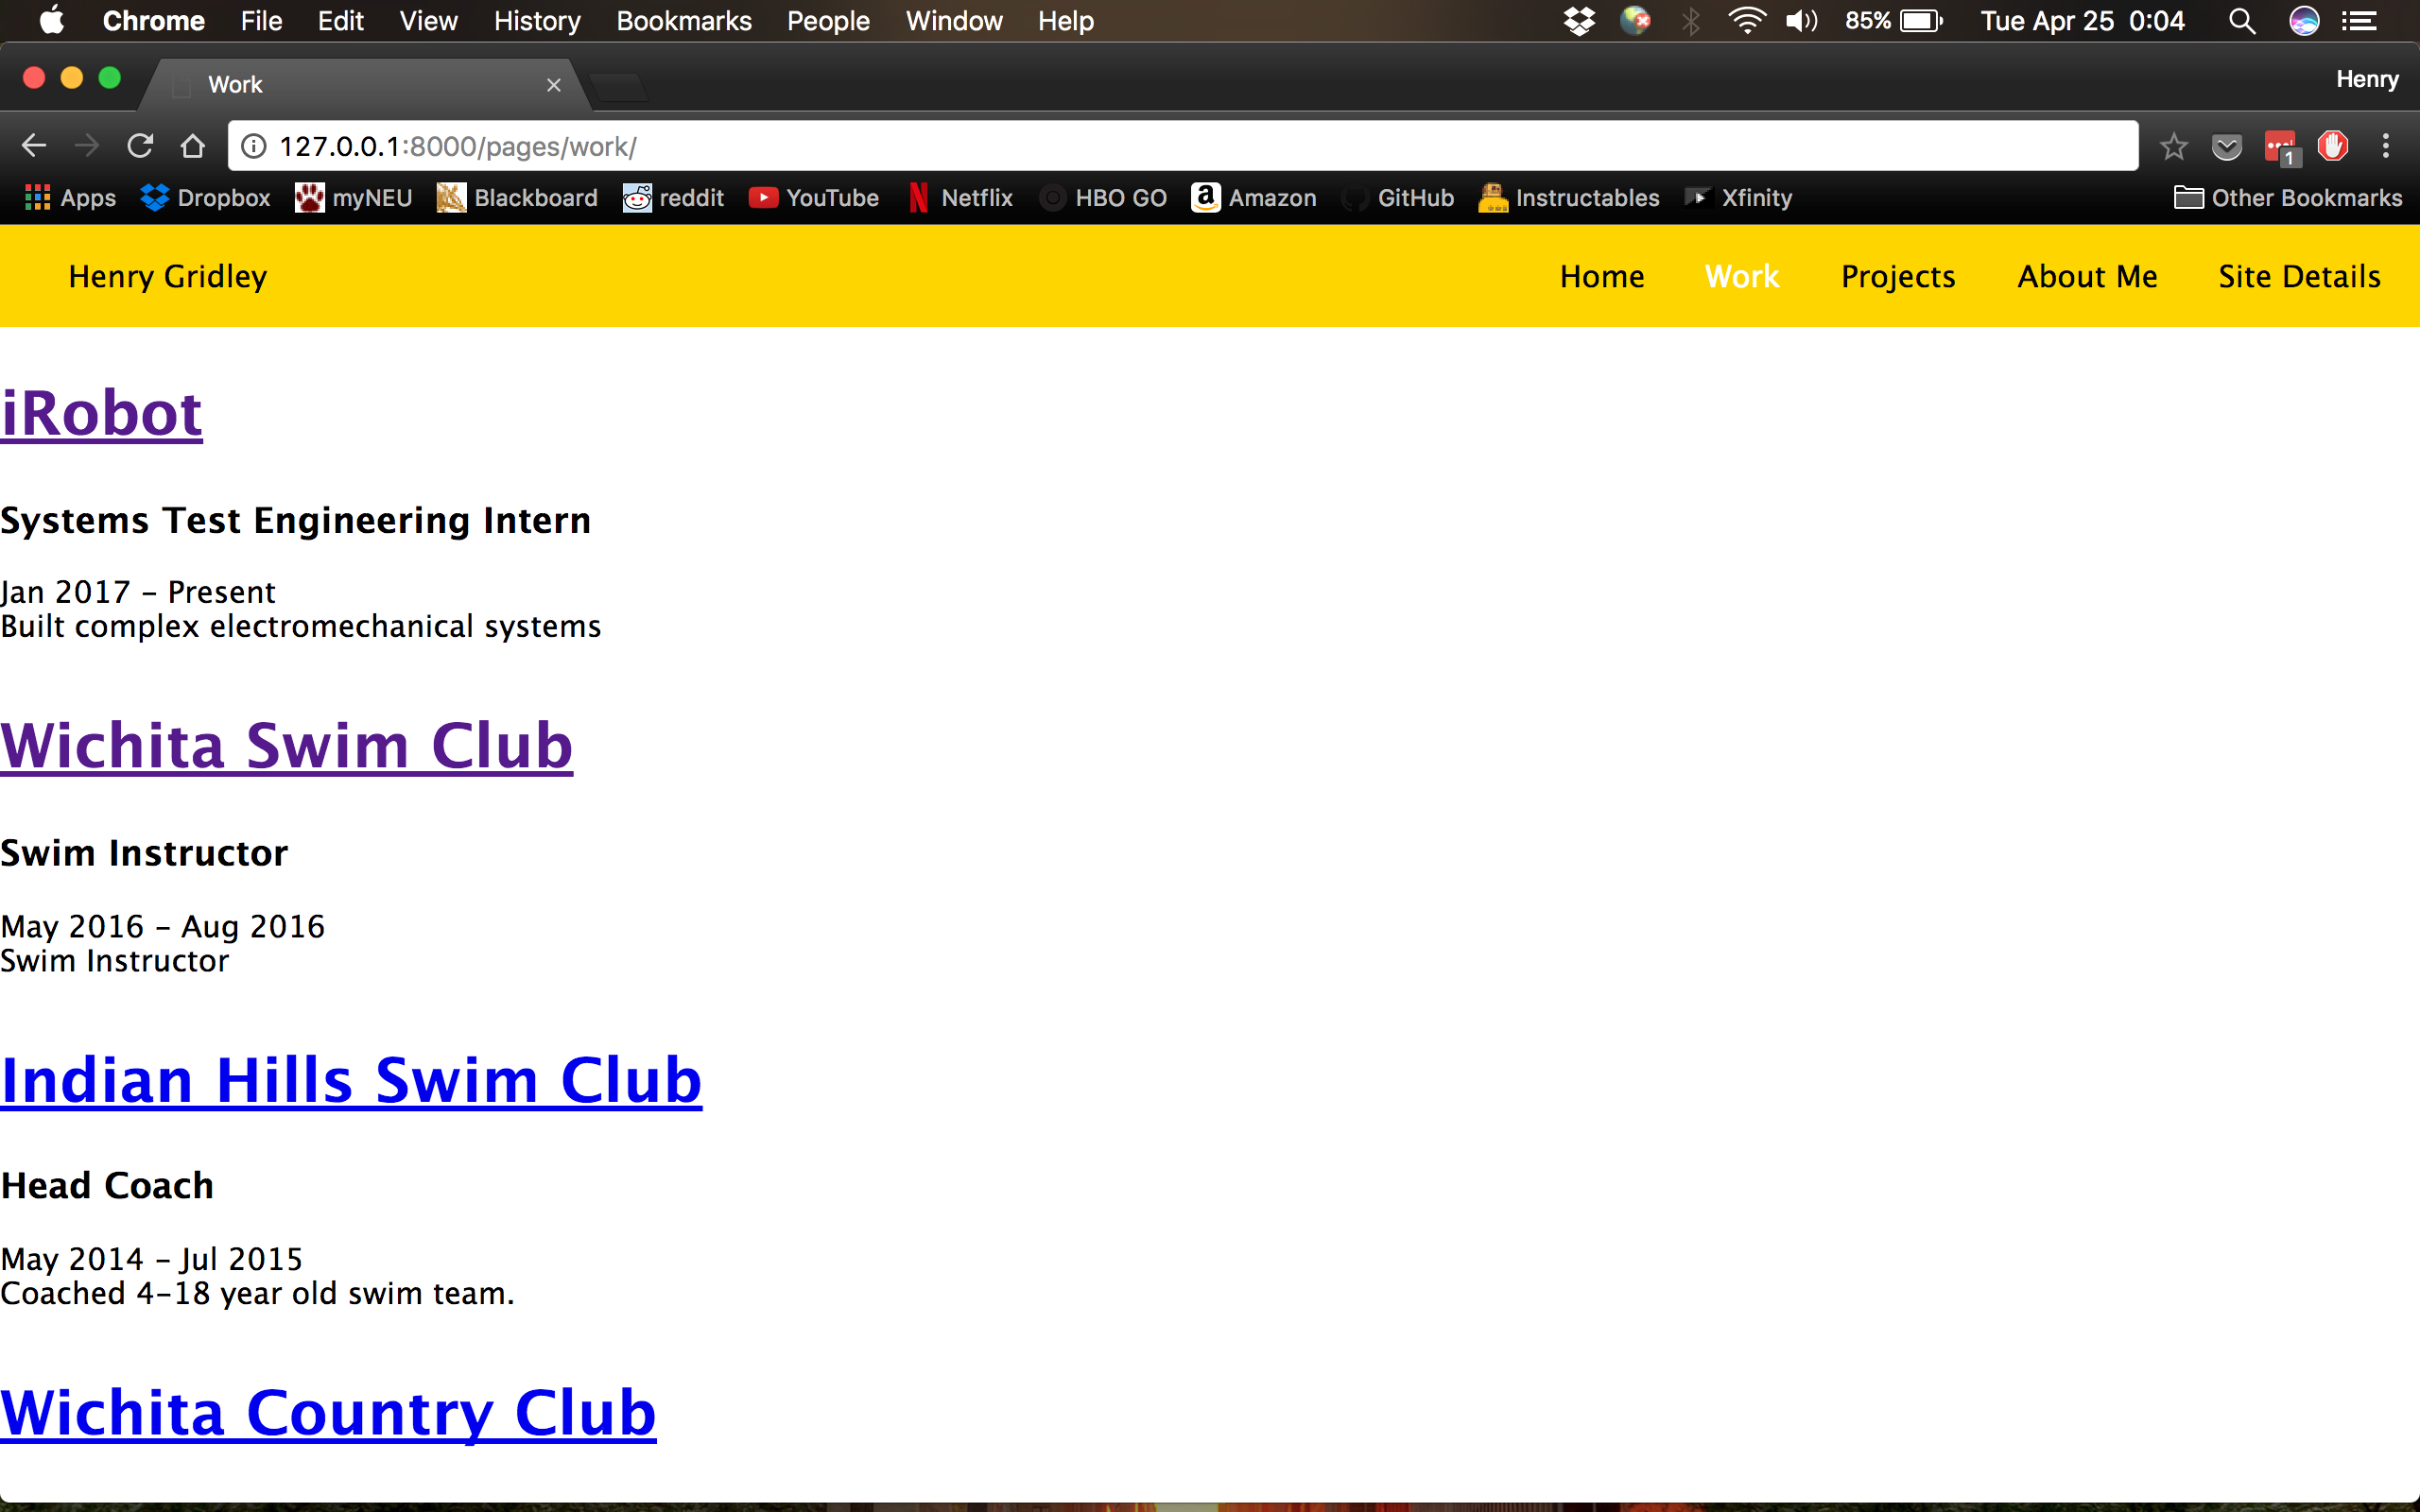 Chrome File Edit View History Bookmarks People Window Help 85% Tue Apr 25 0:04
Work Henry
127.0.0.1:8000/pages/work/ 1
Apps Dropbox myNEU Blackboard reddit YouTube Netflix HBO GO Amazon GitHub Instructables Xfinity Other Bookmarks
Henry Gridley Home Work Projects About Me Site Details
iRobot
Systems Test Engineering Intern
Jan 2017 - Present
Built complex electromechanical systems
Wichita Swim Club
Swim Instructor
May 2016 - Aug 2016
Swim Instructor
Indian Hills Swim Club
Head Coach
May 2014 - Jul 2015
Coached 4-18 year old swim team.
Wichita Country Club